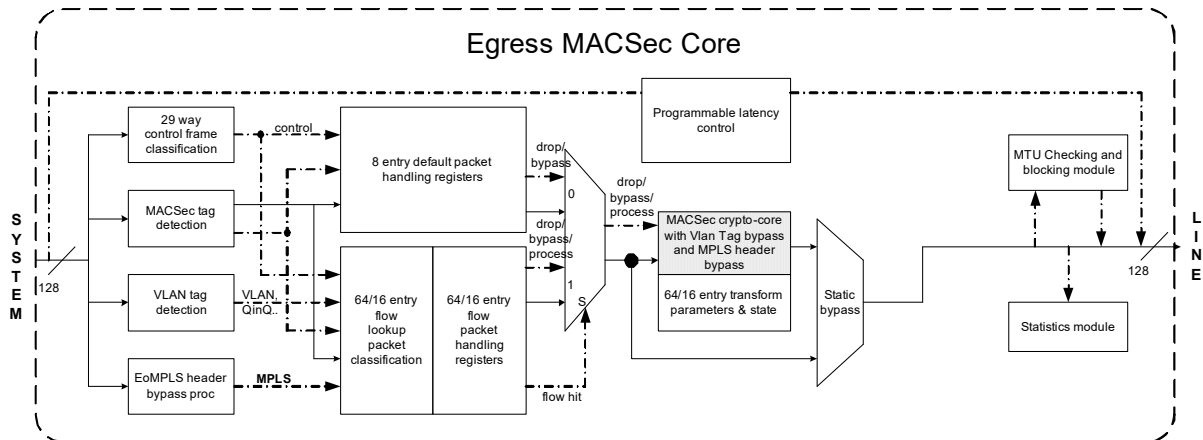 Egress MACSec Core
29 way
control frame
classification
control
MACSec tag
detection
VLAN tag
detection
VLAN,
QinQ..
EoMPLS header
bypass proc
MPLS
8 entry default packet
handling registers
64/16 entry
flow
lookup
packet
classification
64/16 entry
flow
packet
handling
registers
drop/
bypass
0
drop/
bypass/
process
1
S
flow hit
drop/
bypass/
process
Programmable latency
control
MACSec crypto-core
with Vlan Tag bypass
and MPLS header
bypass
64/16 entry transform
parameters & state
Static
bypass
MTU Checking and
blocking module
Statistics module
SYSTEM
128
128
LINE